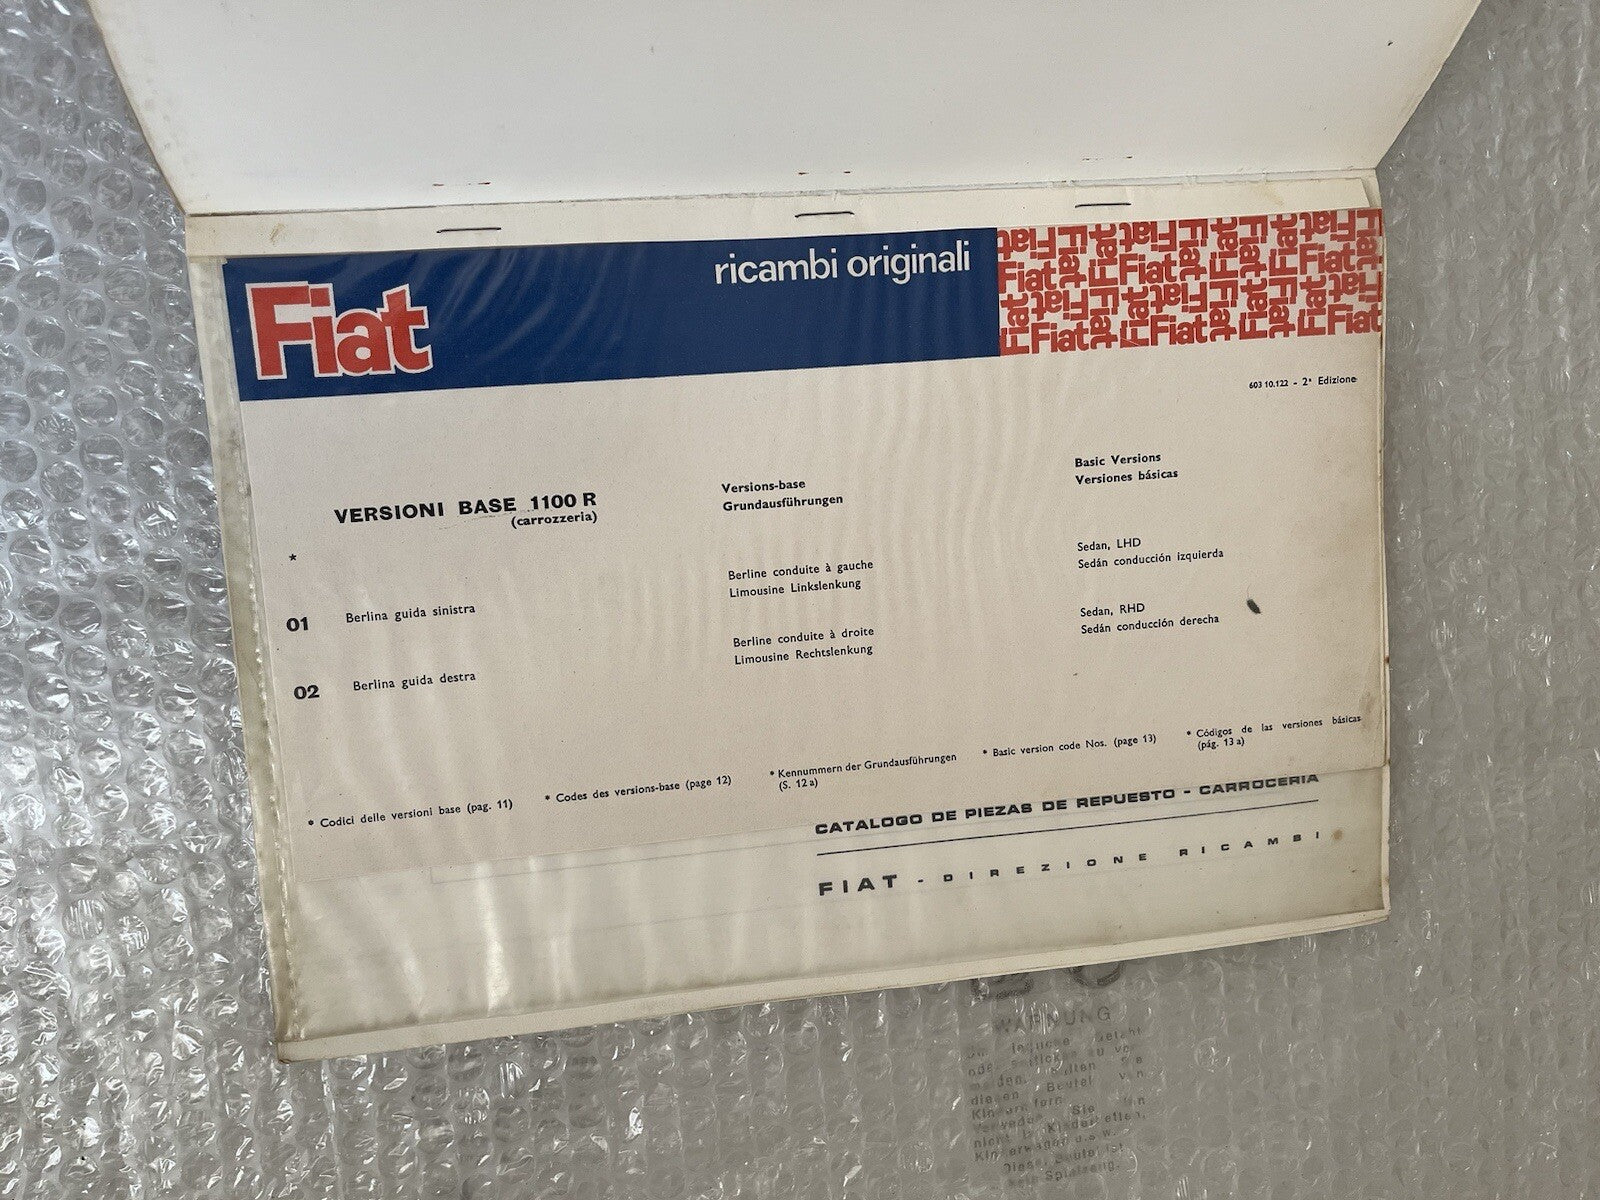 Fiat
ricambi originali
603 10.122 - 2ª Edizione
VERSIONI BASE 1100 R
(carrozzeria)
Versions-base
Grundausführungen
Basic Versions
Versiones básicas
*
01 Berlina guida sinistra
Berline conduite à gauche
Limousine Linkslenkung
Sedan, LHD
Sedán conducción izquierda
02 Berlina guida destra
Berline conduite à droite
Limousine Rechtslenkung
Sedan, RHD
Sedán conducción derecha
* Codici delle versioni base (pag. 11)
* Codes des versions-base (page 12)
* Kennummern der Grundausführungen
(S. 12 a)
* Basic version code Nos. (page 13)
* Códigos de las versiones básicas
(pág. 13 a)
CATALOGO DE PIEZAS DE REPUESTO - CARROCERIA
FIAT - DIREZIONE RICAMBI
WARNUNG